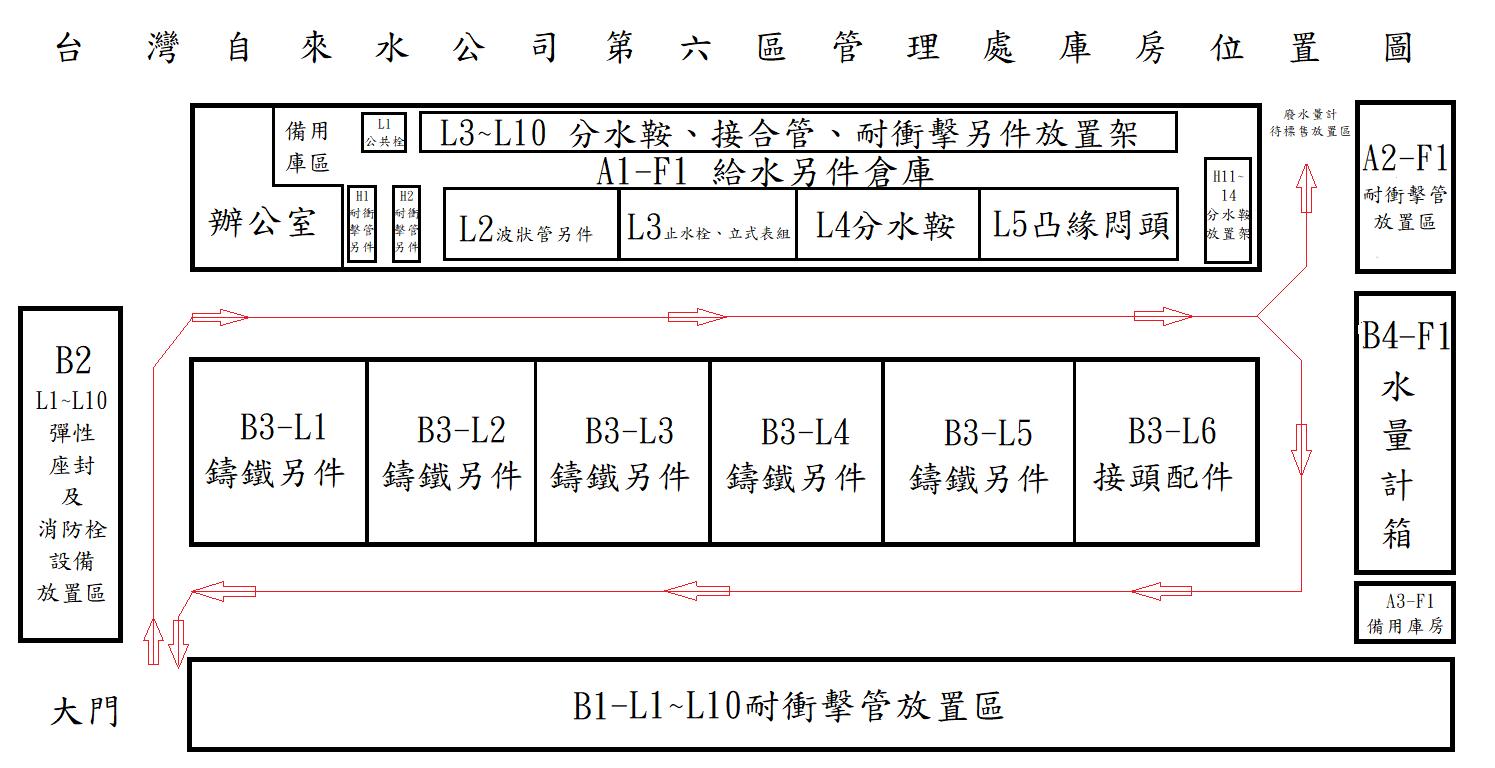 台灣自來水公司第六區管理處庫房位置圖
備用
庫區
L1
公共栓
L3~L10 分水鞍、接合管、耐衝擊另件放置架
A1-F1 給水另件倉庫
辦公室
H1
耐衝
擊管
另件
H2
耐衝
擊管
另件
L2波狀管另件
L3止水栓、立式表組
L4分水鞍
L5凸緣悶頭
H11~
14
分水鞍
放置架
廢水量計
待標售放置區
A2-F1
耐衝擊管
放置區
B2
L1~L10
彈性
座封
及
消防栓
設備
放置區
B3-L1
鑄鐵另件
B3-L2
鑄鐵另件
B3-L3
鑄鐵另件
B3-L4
鑄鐵另件
B3-L5
鑄鐵另件
B3-L6
接頭配件
B4-F1
水
量
計
箱
A3-F1
備用庫房
大門
B1-L1~L10耐衝擊管放置區